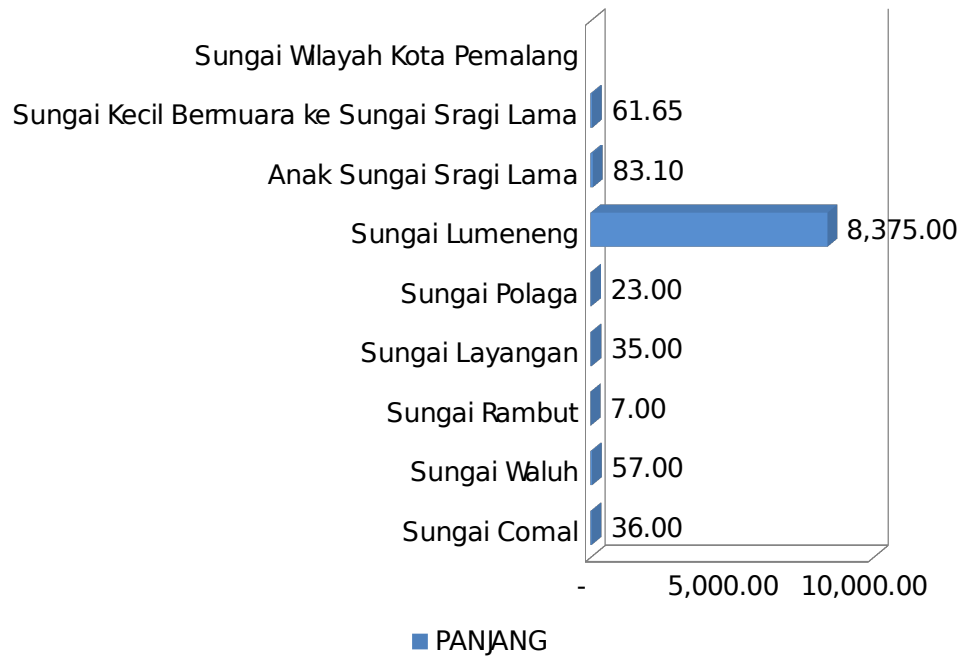 Sungai Wilayah Kota Pemalang
Sungai Kecil Bermuara ke Sungai Sragi Lama 61.65
Anak Sungai Sragi Lama 83.10
Sungai Lumeneng 8,375.00
Sungai Polaga 23.00
Sungai Layangan 35.00
Sungai Rambut 7.00
Sungai Waluh 57.00
Sungai Comal 36.00
- 5,000.00 10,000.00
PANJANG